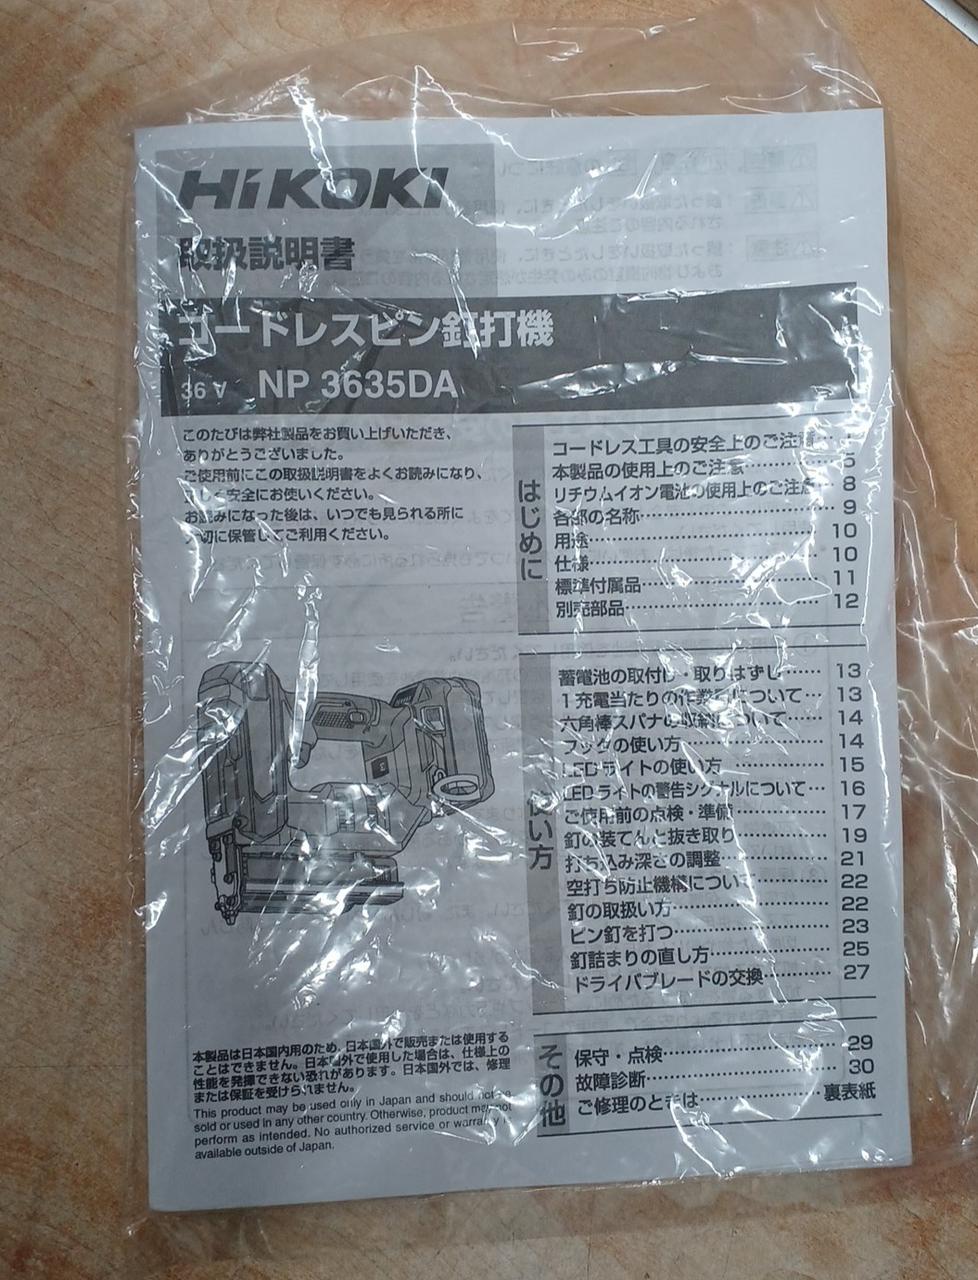 HiKOKI
取扱説明書
コードレスピン釘打機
36 V NP 3635DA
このたびは弊社製品をお買い上げいただき、
ありがとうございました。
ご使用前にこの取扱説明書をよくお読みになり、
正しく安全にお使いください。
お読みになった後は、いつでも見られる所に
大切に保管してご利用ください。
はじめに
コードレス工具の安全上のご注意… 1
本製品の使用上のご注意………… 5
リチウムイオン電池の使用上のご注意… 8
各部の名称………………………… 9
用途………………………………… 10
仕様………………………………… 10
標準付属品………………………… 11
別売部品…………………………… 12
使い方
蓄電池の取付け・取りはずし…… 13
1充電当たりの作業量について… 13
六角棒スパナの収納について…… 14
フックの使い方…………………… 14
LEDライトの使い方 …………… 15
LEDライトの警告シグナルについて… 16
ご使用前の点検・準備…………… 17
釘の装てんと抜き取り…………… 19
打ち込み深さの調整……………… 21
空打ち防止機構について………… 22
釘の取扱い方……………………… 22
ピン釘を打つ……………………… 23
釘詰まりの直し方………………… 25
ドライバブレードの交換………… 27
その他
保守・点検………………………… 29
故障診断…………………………… 30
ご修理のときは……………… 裏表紙
本製品は日本国内用のため、日本国外で販売または使用する
ことはできません。日本国外で使用した場合は、仕様上の
性能を発揮できない恐れがあります。日本国外では、修理
または保証を受けられません。
This product may be used only in Japan and should not be
sold or used in any other country. Otherwise, product may not
perform as intended. No authorized service or warranty is
available outside of Japan.